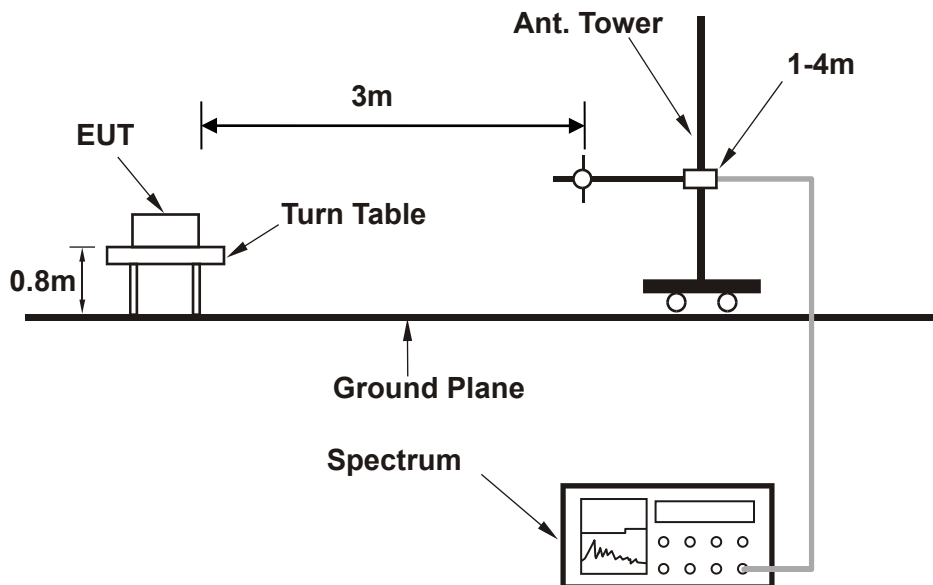 Ant. Tower
1-4m
3m
EUT
Turn Table
0.8m
Ground Plane
Spectrum